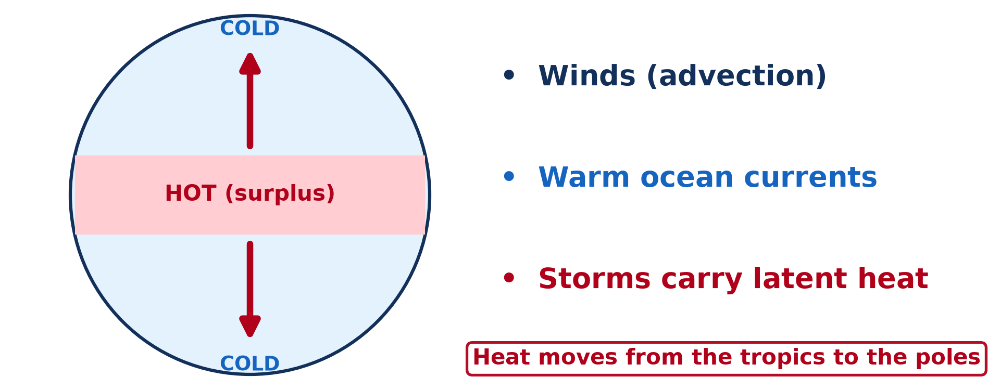 COLD
HOT (surplus)
COLD
• Winds (advection)
• Warm ocean currents
• Storms carry latent heat
Heat moves from the tropics to the poles